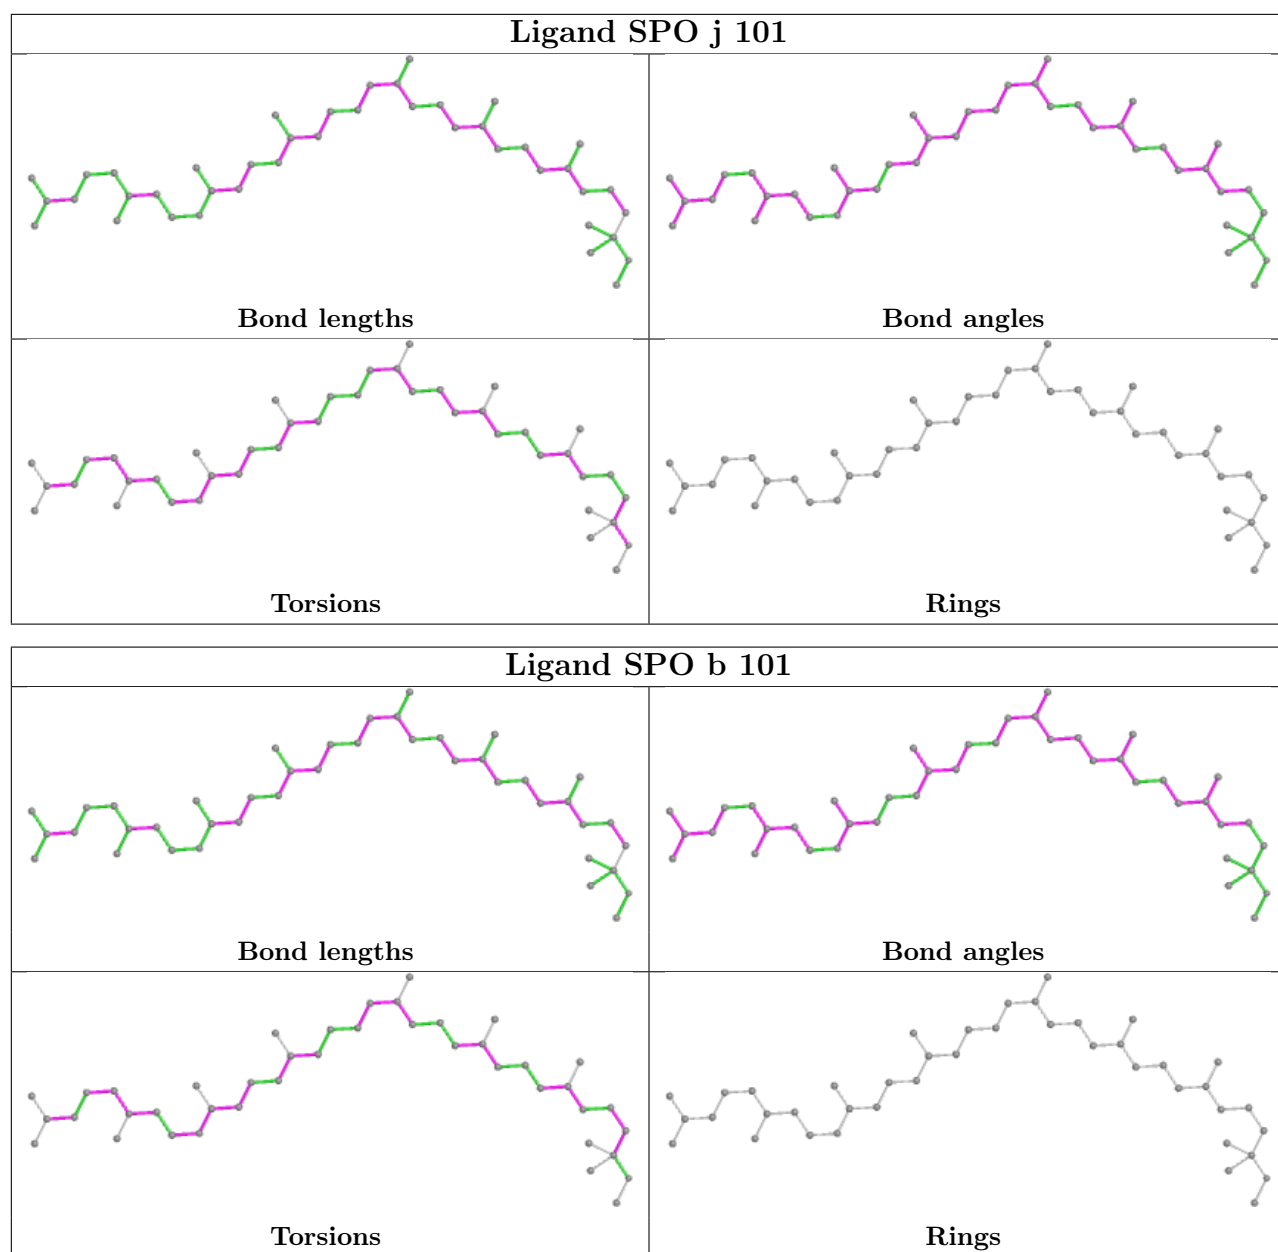 Ligand SPO j 101
Bond lengths
Bond angles
Torsions
Rings
Ligand SPO b 101
Bond lengths
Bond angles
Torsions
Rings